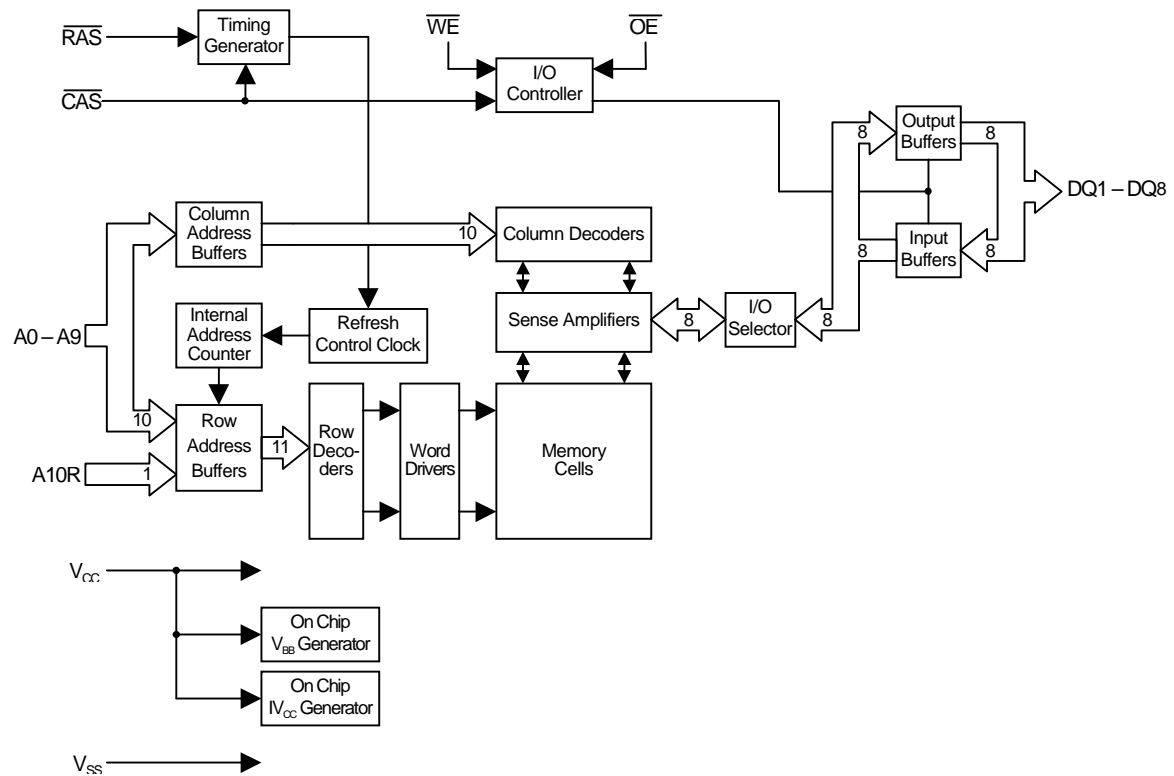 RAS
Timing
Generator
WE
OE
I/O
Controller
CAS
Output
Buffers
8
8
DQ1 – DQ8
Column
Address
Buffers
10
Column Decoders
Input
Buffers
8
8
8
Internal
Address
Counter
Refresh
Control Clock
Sense Amplifiers
8
I/O
Selector
8
A0 – A9
10
Row
Address
Buffers
11
Row
Deco-
ders
Word
Drivers
Memory
Cells
A10R
1
VCC
On Chip
VBB Generator
On Chip
IVCC Generator
VSS